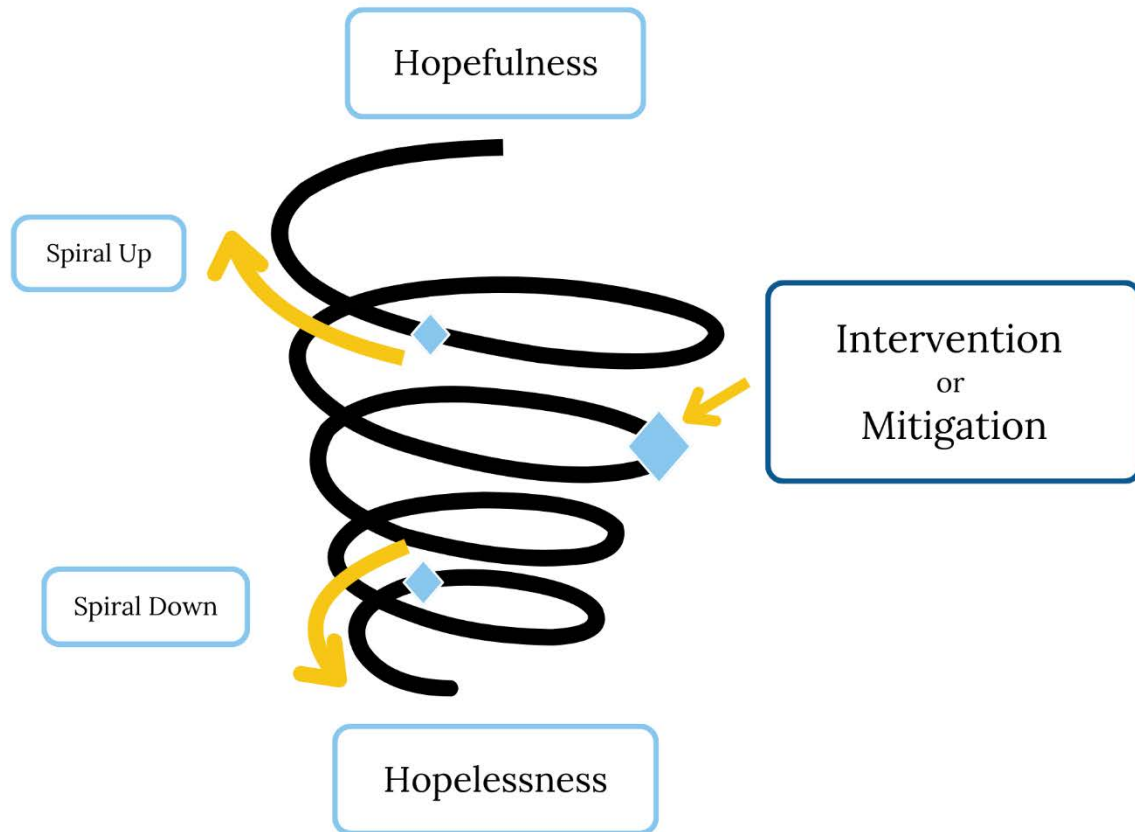 Hopefulness
Spiral Up
Intervention
or
Mitigation
Spiral Down
Hopelessness